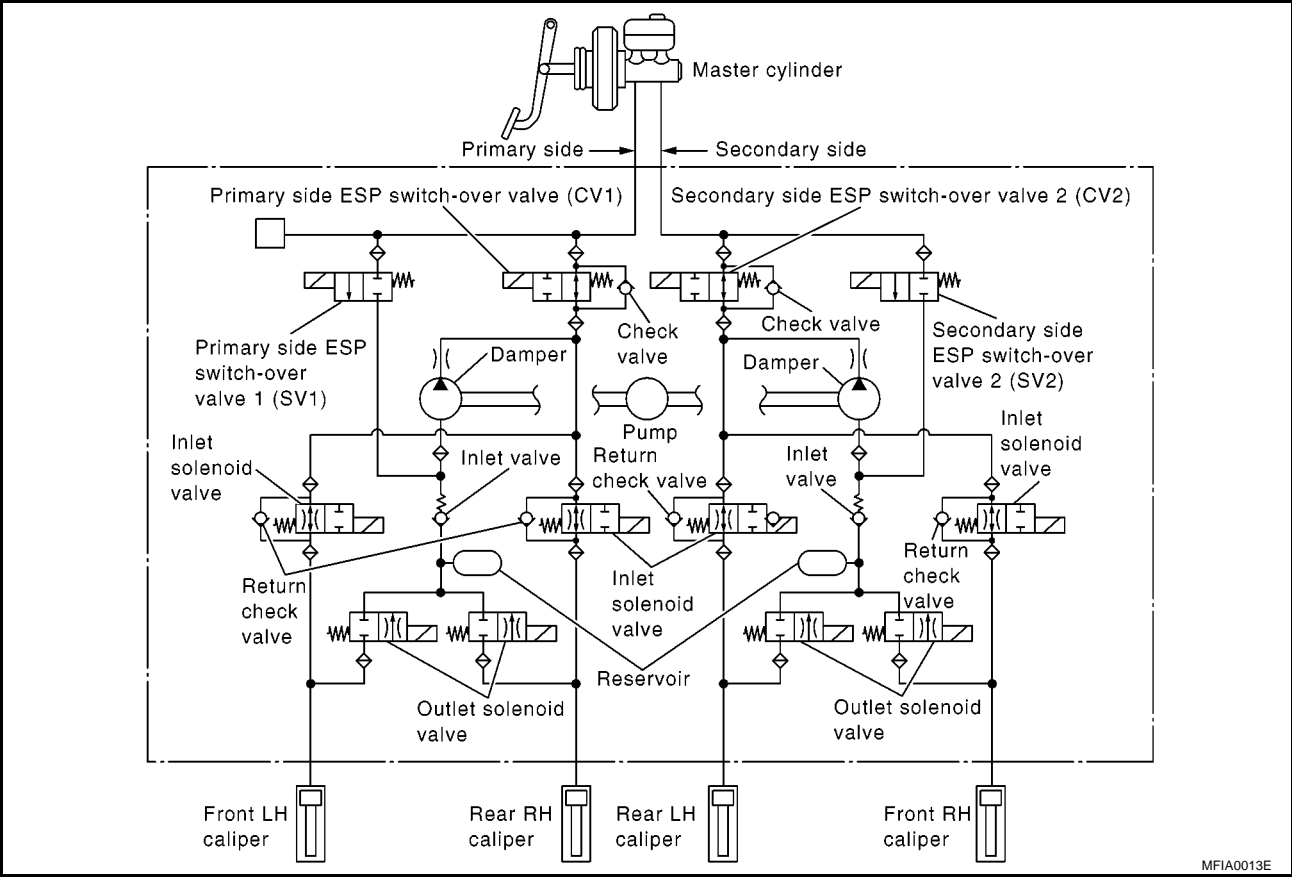 Master cylinder
Primary side
Secondary side
Primary side ESP switch-over valve (CV1)
Secondary side ESP switch-over valve 2 (CV2)
Check
valve
Check valve
Primary side ESP
switch-over
valve 1 (SV1)
Damper
Damper
Secondary side
ESP switch-over
valve 2 (SV2)
Pump
Inlet
solenoid
valve
Inlet valve
Return
check valve
Inlet
valve
Inlet
solenoid
valve
Return
check
valve
Inlet
solenoid
valve
Return
check
valve
Reservoir
Outlet solenoid
valve
Outlet solenoid
valve
Front LH
caliper
Rear RH
caliper
Rear LH
caliper
Front RH
caliper
MFIA0013E